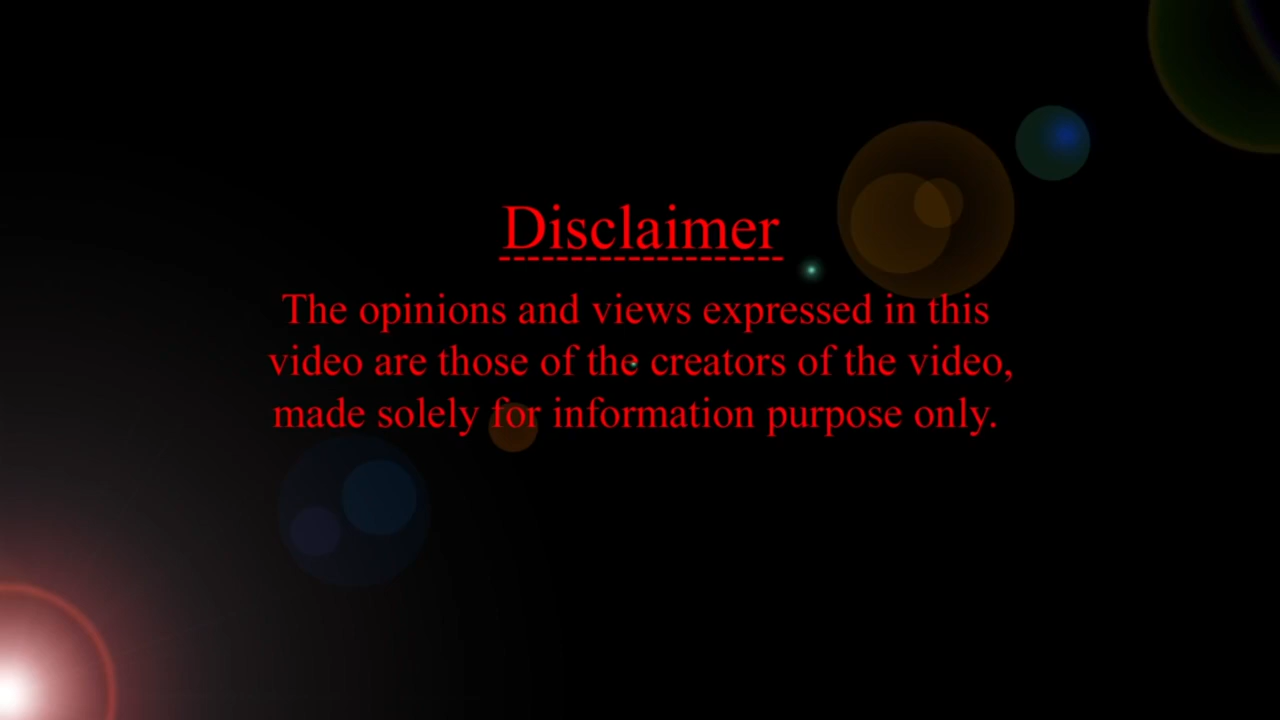 Disclaimer
The opinions and views expressed in this
video are those of the creators of the video,
made solely for information purpose only.